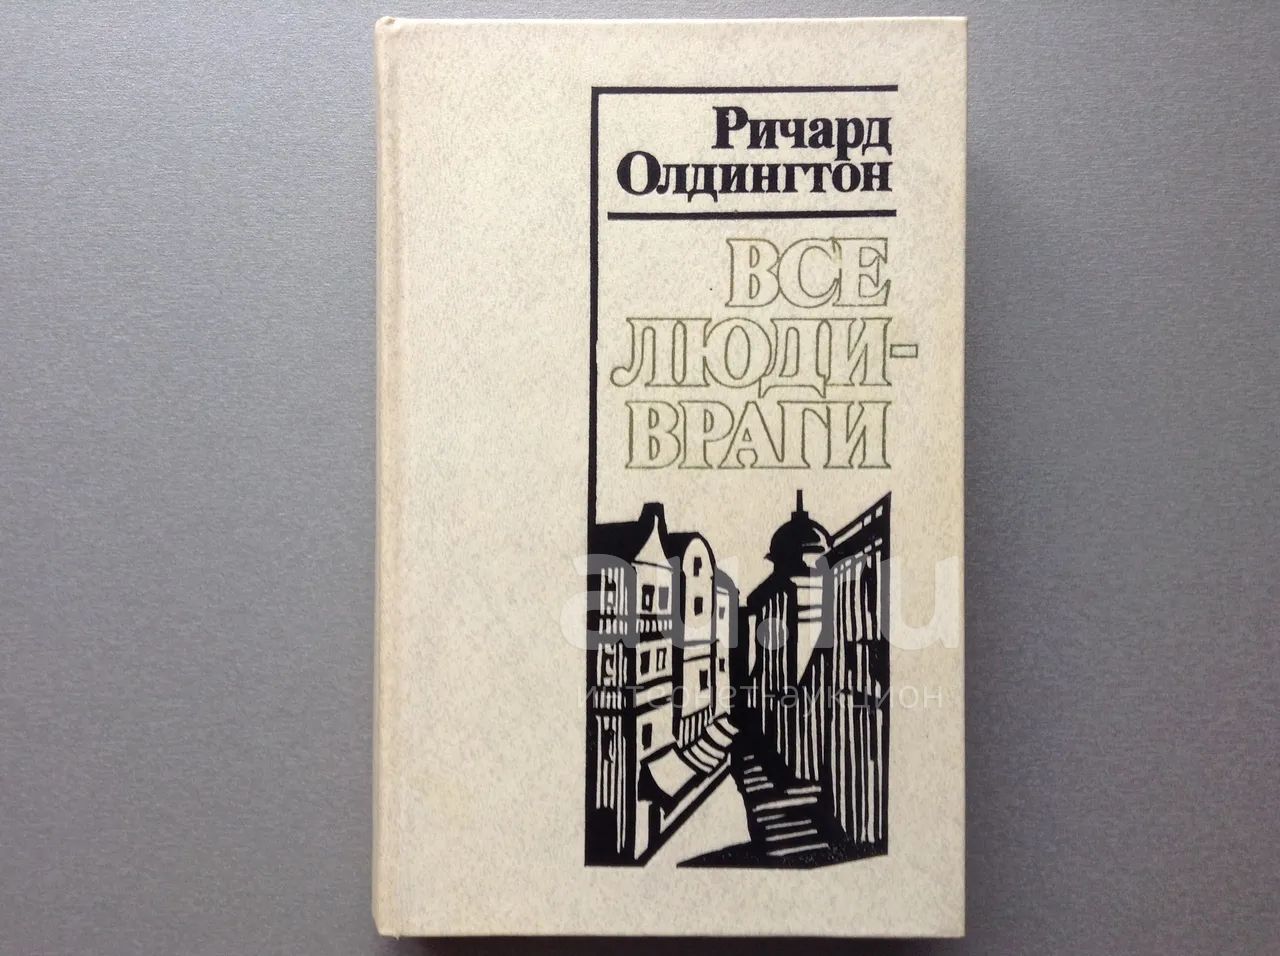 Ричард
Олдингтон
ВСЕ
ЛЮДИ-
ВРАГИ
au.ru
интернет-аукцион